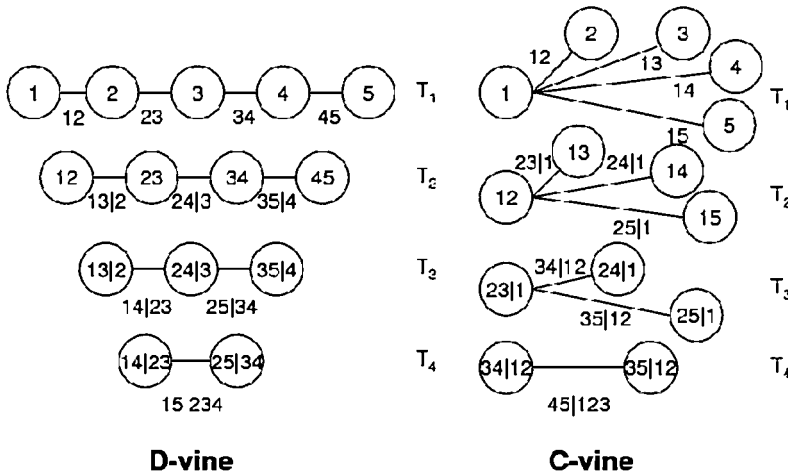 1 2 3 4 5 T1
12 23 34 45
12 23 34 45 T2
13|2 24|3 35|4
13|2 24|3 35|4 T3
14|23 25|34
14|23 25|34 T4
15 234
D-vine
2 3 4 5
1
12 13 14 15 T1
13 14 15
12
23|1 24|1 25|1 T2
24|1 25|1
23|1
34|12 35|12 T3
34|12 35|12 T4
45|123
C-vine